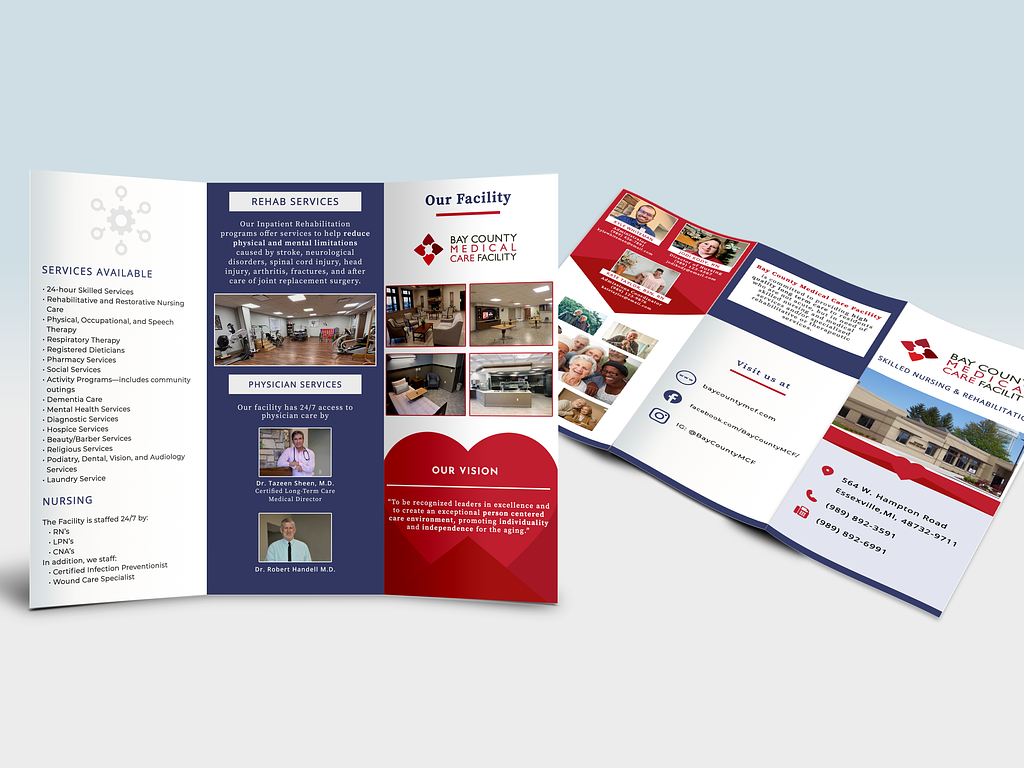 SERVICES AVAILABLE
• 24-hour Skilled Services
• Rehabilitative and Restorative Nursing
Care
• Physical, Occupational, and Speech
Therapy
• Respiratory Therapy
• Registered Dieticians
• Pharmacy Services
• Social Services
• Activity Programs—includes community
outings
• Dementia Care
• Mental Health Services
• Diagnostic Services
• Hospice Services
• Beauty/Barber Services
• Religious Services
• Podiatry, Dental, Vision, and Audiology
Services
• Laundry Service
NURSING
The Facility is staffed 24/7 by:
• RN's
• LPN's
• CNA's
In addition, we staff:
• Certified Infection Preventionist
• Wound Care Specialist
REHAB SERVICES
Our Inpatient Rehabilitation
programs offer services to help reduce
physical and mental limitations
caused by stroke, neurological
disorders, spinal cord injury, head
injury, arthritis, fractures, and after
care of joint replacement surgery.
PHYSICIAN SERVICES
Our facility has 24/7 access to
physician care by
Dr. Tazeen Sheen, M.D.
Certified Long-Term Care
Medical Director
Dr. Robert Handell M.D.
Our Facility
BAY COUNTY
MEDICAL
CARE FACILITY
OUR VISION
“To be recognized leaders in excellence and
to create an exceptional person centered
care environment, promoting individuality
and independence for the aging.”
Bay County Medical Care Facility
is committed to providing
Visit us at
www
baycountymcf.com
facebook.com/BayCountyMCF/
IG: @BayCountyMCF
BAY COUNT
MEDICA
CARE FACILIT
SKILLED NURSING & REHABILITATIO
564 W. Hampton Road
Essexville,MI, 48732-9711
(989) 892-3591
(989) 892-6991